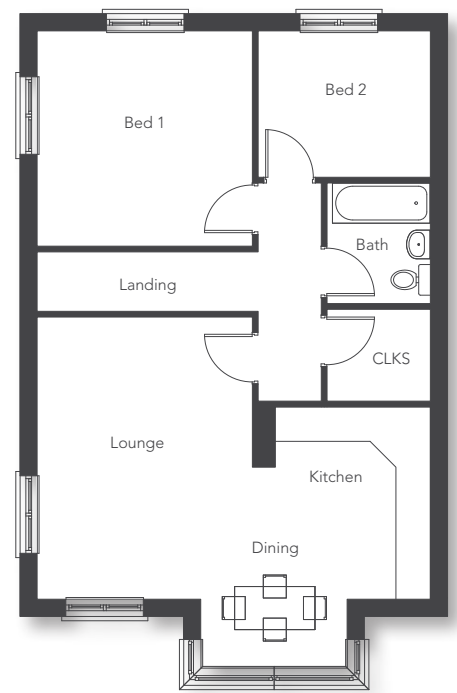 Bed 2
Bed 1
Bath
Landing
CLKS
Lounge
Kitchen
Dining